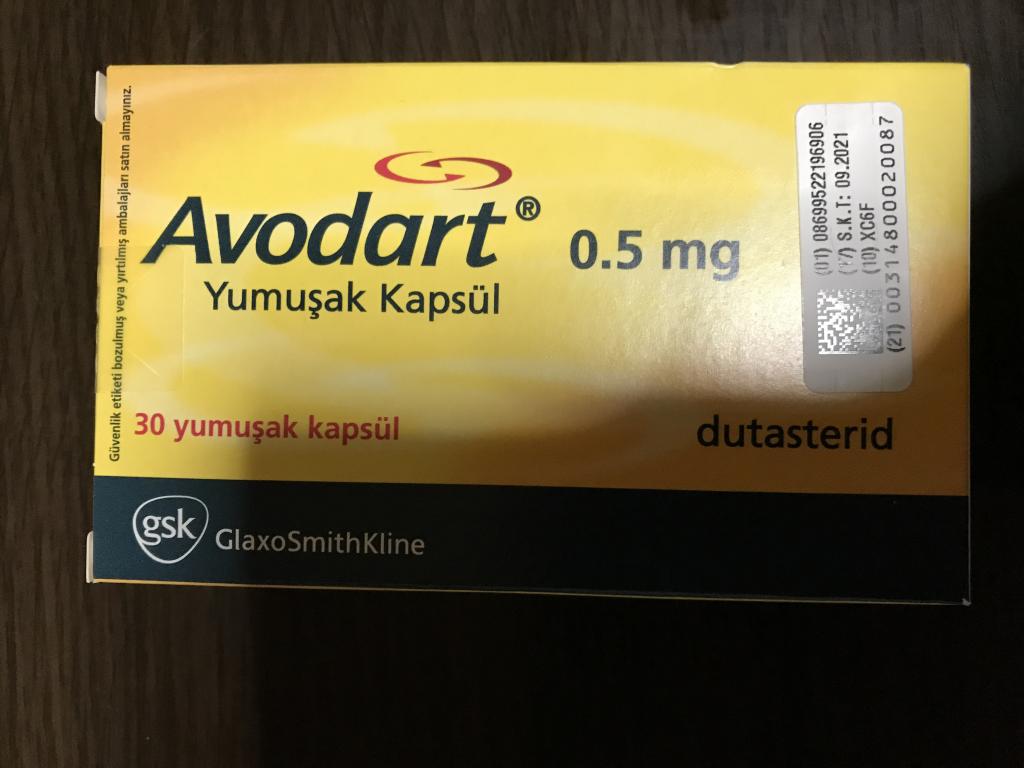 Güvenlik etiketi bozulmuş veya yırtılmış ambalajları satın almayınız.
Avodart®
0.5 mg
Yumuşak Kapsül
30 yumuşak kapsül
dutasterid
gsk GlaxoSmithKline
(01) 08699522196906
(17) S.K.T: 09.2021
(10) XC6F
(21) 00314800020087